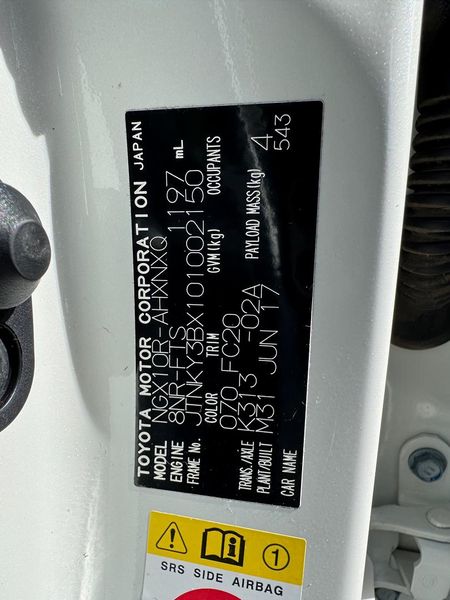 TOYOTA MOTOR CORPORATION JAPAN
MODEL NGX10R-AHXNXQ 1197 mL
ENGINE 8NR-FTS
FRAME No. JTNKY3BX101002150
COLOR TRIM GVM(kg) OCCUPANTS
070 FC20 4
TRANS./AXLE K313 -02A PAYLOAD MASS(kg) 543
PLANT/BUILT M31 JUN 17
CAR NAME
1
SRS SIDE AIRBAG